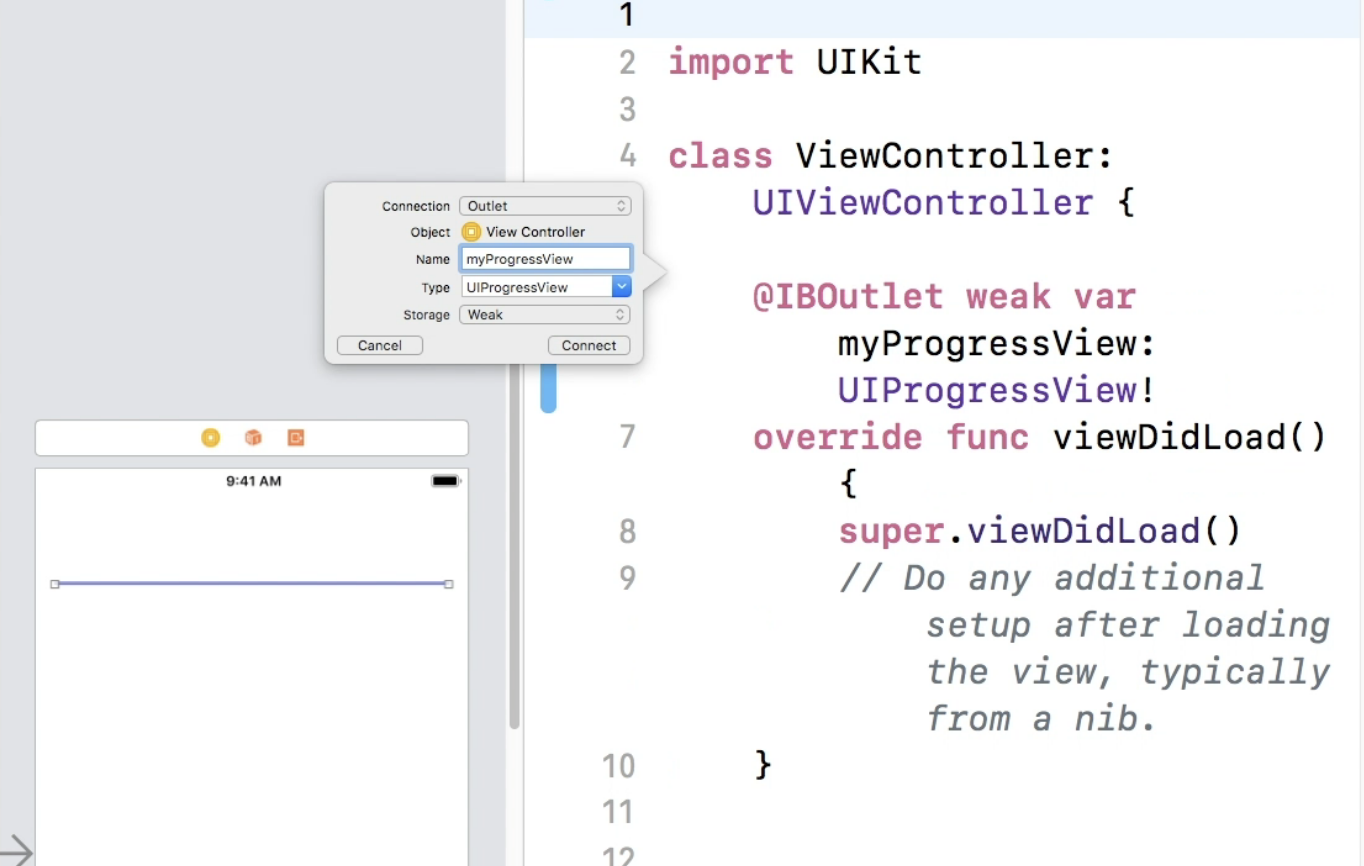 Connection Outlet
Object View Controller
Name myProgressView
Type UIProgressView
Storage Weak
Cancel Connect
9:41 AM
1
2 import UIKit
3
4 class ViewController:
UIViewController {
@IBOutlet weak var
myProgressView:
UIProgressView!
7 override func viewDidLoad()
{
8 super.viewDidLoad()
9 // Do any additional
setup after loading
the view, typically
from a nib.
10 }
11
12